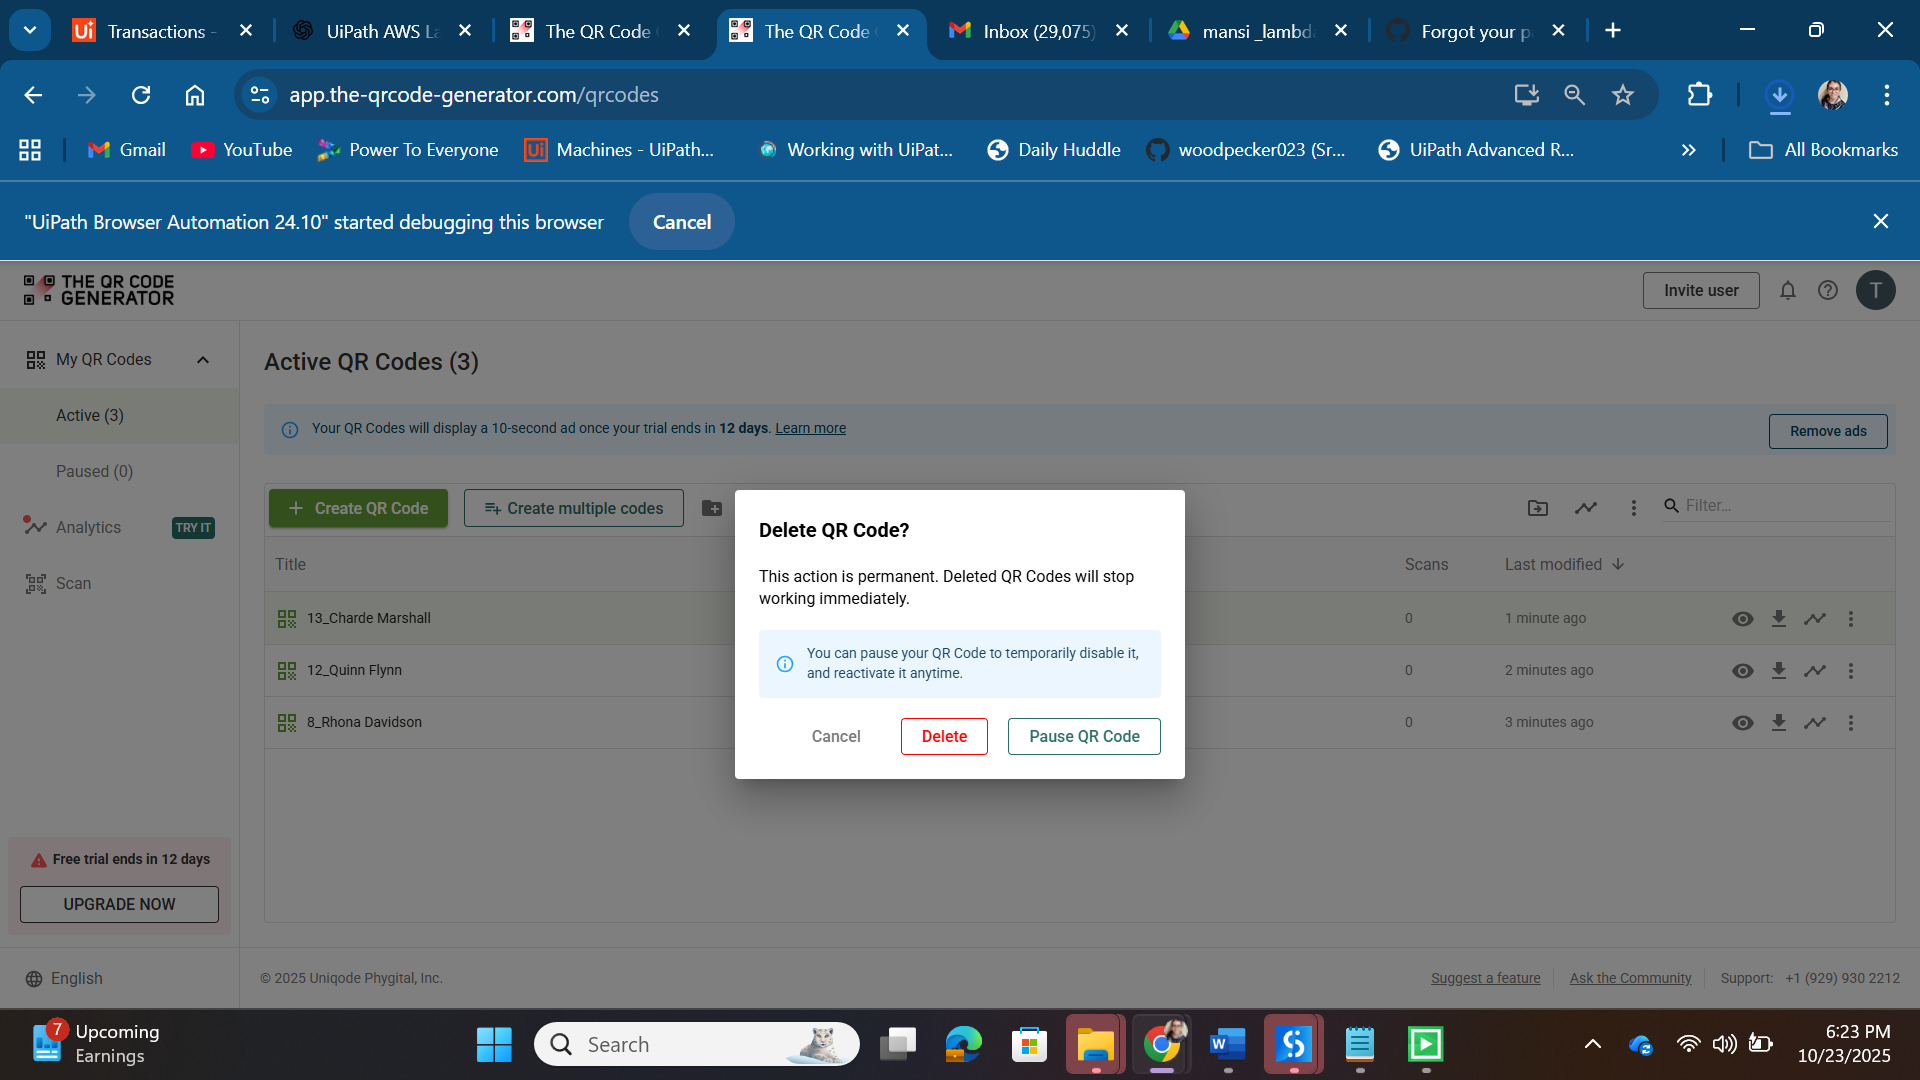 Transactions -
UiPath AWS La
The QR Code
The QR Code
Inbox (29,075)
mansi _lambd
Forgot your p
app.the-qrcode-generator.com/qrcodes
Gmail
YouTube
Power To Everyone
Machines - UiPath...
Working with UiPat...
Daily Huddle
woodpecker023 (Sr...
UiPath Advanced R...
All Bookmarks
"UiPath Browser Automation 24.10" started debugging this browser
Cancel
THE QR CODE
GENERATOR
Invite user
T
My QR Codes
Active (3)
Paused (0)
Analytics
TRY IT
Scan
Active QR Codes (3)
Your QR Codes will display a 10-second ad once your trial ends in 12 days. Learn more
Remove ads
Create QR Code
Create multiple codes
Filter...
Title
Scans
Last modified
13_Charde Marshall
0
1 minute ago
12_Quinn Flynn
0
2 minutes ago
8_Rhona Davidson
0
3 minutes ago
Delete QR Code?
This action is permanent. Deleted QR Codes will stop
working immediately.
You can pause your QR Code to temporarily disable it,
and reactivate it anytime.
Cancel
Delete
Pause QR Code
Free trial ends in 12 days
UPGRADE NOW
English
© 2025 Uniqode Phygital, Inc.
Suggest a feature
Ask the Community
Support: +1 (929) 930 2212
7
Upcoming
Earnings
Search
6:23 PM
10/23/2025